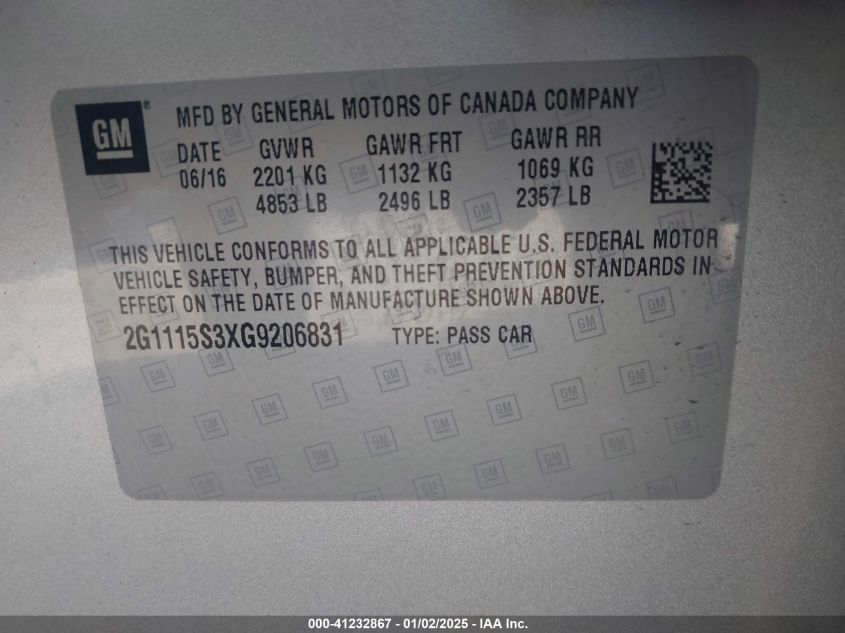 GM ®
MFD BY GENERAL MOTORS OF CANADA COMPANY
DATE GVWR GAWR FRT GAWR RR
06/16 2201 KG 1132 KG 1069 KG
4853 LB 2496 LB 2357 LB
THIS VEHICLE CONFORMS TO ALL APPLICABLE U.S. FEDERAL MOTOR
VEHICLE SAFETY, BUMPER, AND THEFT PREVENTION STANDARDS IN
EFFECT ON THE DATE OF MANUFACTURE SHOWN ABOVE.
2G1115S3XG9206831 TYPE: PASS CAR
000-41232867 - 01/02/2025 - IAA Inc.